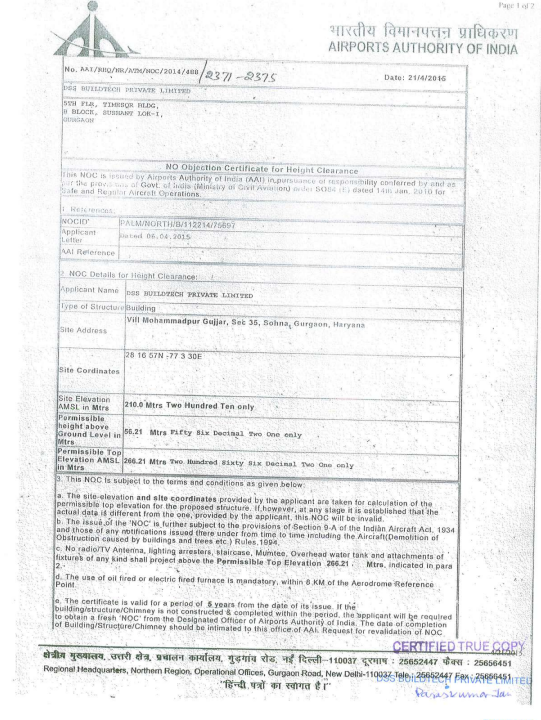 Page 1 of 2
भारतीय विमानपत्तन प्राधिकरण
AIRPORTS AUTHORITY OF INDIA
No. AAI/RHQ/NR/ATM/NOC/2014/408 /2371-2375
Date: 21/4/2015
DSS BUILDTECH PRIVATE LIMITED
5TH FLR, TIMESQR BLDG,
B BLOCK, SUSHANT LOK-I,
GURGAON
NO Objection Certificate for Height Clearance
This NOC is issued by Airports Authority of India (AAI) in pursuance of responsibility conferred by and as
per the provisions of Govt. of India (Ministry of Civil Aviation) order SO84 (E) dated 14th Jan, 2010 for
Safe and Regular Aircraft Operations.
1. References:
NOCID
PALM/NORTH/B/112214/75697
Applicant Letter
Dated 06.04.2015
AAI Reference
2. NOC Details for Height Clearance:
Applicant Name
DSS BUILDTECH PRIVATE LIMITED
Type of Structure
Building
Site Address
Vill Mohammadpur Gujjar, Sec 35, Sohna, Gurgaon, Haryana
Site Cordinates
28 16 57N -77 3 30E
Site Elevation AMSL in Mtrs
210.0 Mtrs Two Hundred Ten only
Permissible height above Ground Level in Mtrs
56.21 Mtrs Fifty Six Decimal Two One only
Permissible Top Elevation AMSL in Mtrs
266.21 Mtrs Two Hundred Sixty Six Decimal Two One only
3. This NOC Is subject to the terms and conditions as given below:
a. The site elevation and site coordinates provided by the applicant are taken for calculation of the
permissible top elevation for the proposed structure. If, however, at any stage it is established that the
actual data is different from the one, provided by the applicant, this NOC will be invalid.
b. The issue of the 'NOC' is further subject to the provisions of Section 9-A of the Indian Aircraft Act, 1934
and those of any notifications issued there under from time to time including the Aircraft(Demolition of
Obstruction caused by buildings and trees etc.) Rules, 1994.
c. No radio/TV Antenna, lighting arresters, staircase, Mumtee, Overhead water tank and attachments of
fixtures of any kind shall project above the Permissible Top Elevation 266.21 Mtrs, indicated in para
2.
d. The use of oil fired or electric fired furnace is mandatory, within 8 KM of the Aerodrome Reference
Point.
e. The certificate is valid for a period of 5 years from the date of its issue. If the
building/structure/Chimney is not constructed & completed within the period, the applicant will be required
to obtain a fresh 'NOC' from the Designated Officer of Airports Authority of India. The date of completion
of Building/Structure/Chimney should be intimated to this office of AAI. Request for revalidation of NOC
CERTIFIED TRUE COPY
4/21/2015
क्षेत्रीय मुख्यालय, उत्तरी क्षेत्र, प्रचालन कार्यालय, गुड़गांव रोड, नई दिल्ली-110037 दूरभाष : 25652447 फैक्स : 25656451
Regional Headquarters, Northern Region, Operational Offices, Gurgaon Road, New Delhi-110037 Tele : 25652447 Fax : 25656451
DSS BUILDTECH PRIVATE LIMITED
"हिन्दी पत्रों का स्वागत है।"